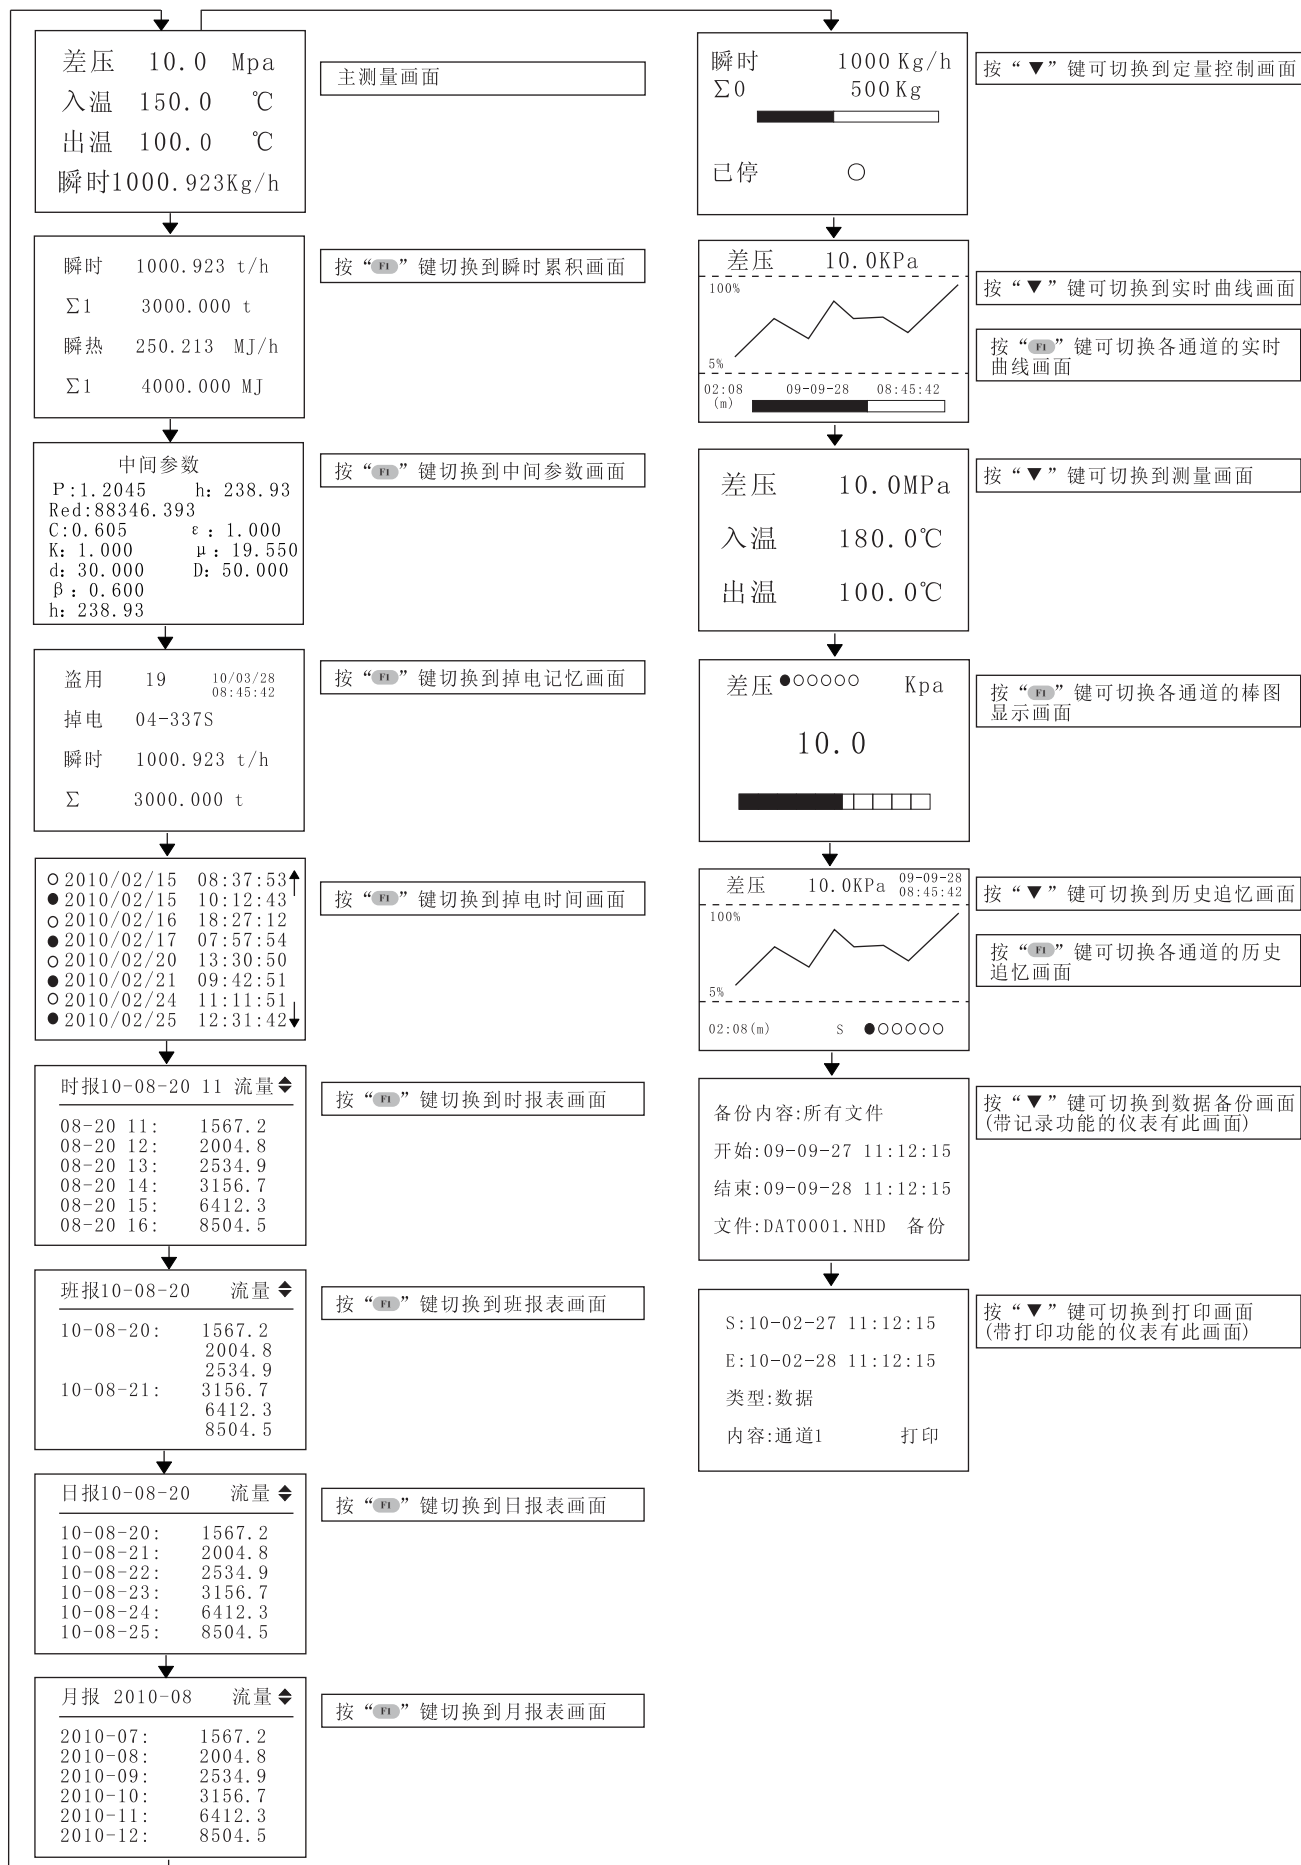 差压 10.0 Mpa
入温 150.0 ℃
出温 100.0 ℃
瞬时1000.923Kg/h
主测量画面
瞬时 1000.923 t/h
∑1 3000.000 t
瞬热 250.213 MJ/h
∑1 4000.000 MJ
按“F1”键切换到瞬时累积画面
中间参数
P:1.2045 h: 238.93
Red:88346.393
C:0.605 ε: 1.000
K: 1.000 μ: 19.550
d: 30.000 D: 50.000
β: 0.600
h: 238.93
按“F1”键切换到中间参数画面
盗用 19 10/03/28
08:45:42
掉电 04-337S
瞬时 1000.923 t/h
∑ 3000.000 t
按“F1”键切换到掉电记忆画面
○2010/02/15 08:37:53
●2010/02/15 10:12:43
○2010/02/16 18:27:12
●2010/02/17 07:57:54
○2010/02/20 13:30:50
●2010/02/21 09:42:51
○2010/02/24 11:11:51
●2010/02/25 12:31:42
按“F1”键切换到掉电时间画面
时报10-08-20 11 流量
08-20 11: 1567.2
08-20 12: 2004.8
08-20 13: 2534.9
08-20 14: 3156.7
08-20 15: 6412.3
08-20 16: 8504.5
按“F1”键切换到时报表画面
班报10-08-20 流量
10-08-20: 1567.2
2004.8
2534.9
10-08-21: 3156.7
6412.3
8504.5
按“F1”键切换到班报表画面
日报10-08-20 流量
10-08-20: 1567.2
10-08-21: 2004.8
10-08-22: 2534.9
10-08-23: 3156.7
10-08-24: 6412.3
10-08-25: 8504.5
按“F1”键切换到日报表画面
月报 2010-08 流量
2010-07: 1567.2
2010-08: 2004.8
2010-09: 2534.9
2010-10: 3156.7
2010-11: 6412.3
2010-12: 8504.5
按“F1”键切换到月报表画面
瞬时 1000 Kg/h
∑0 500 Kg
已停 ○
按“▼”键可切换到定量控制画面
差压 10.0KPa
100%
5%
02:08 09-09-28 08:45:42
(m)
按“▼”键可切换到实时曲线画面
按“F1”键可切换各通道的实时
曲线画面
差压 10.0MPa
入温 180.0℃
出温 100.0℃
按“▼”键可切换到测量画面
差压 ●○○○○○ Kpa
10.0
按“F1”键可切换各通道的棒图
显示画面
差压 10.0KPa 09-09-28
08:45:42
100%
5%
02:08(m) S ●○○○○○
按“▼”键可切换到历史追忆画面
按“F1”键可切换各通道的历史
追忆画面
备份内容:所有文件
开始:09-09-27 11:12:15
结束:09-09-28 11:12:15
文件:DAT0001.NHD 备份
按“▼”键可切换到数据备份画面
(带记录功能的仪表有此画面)
S:10-02-27 11:12:15
E:10-02-28 11:12:15
类型:数据
内容:通道1 打印
按“▼”键可切换到打印画面
(带打印功能的仪表有此画面)